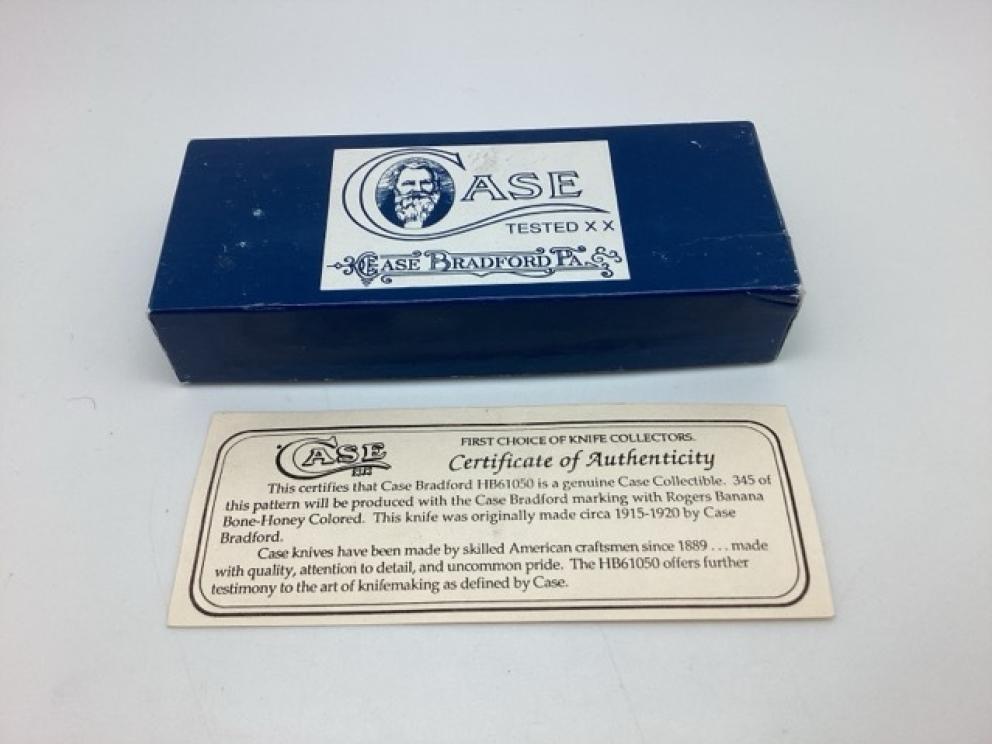 CASE
TESTED X X
CASE BRADFORD PA.
CASE
FIRST CHOICE OF KNIFE COLLECTORS.
Certificate of Authenticity
This certifies that Case Bradford HB61050 is a genuine Case Collectible. 345 of
this pattern will be produced with the Case Bradford marking with Rogers Banana
Bone-Honey Colored. This knife was originally made circa 1915-1920 by Case
Bradford.
Case knives have been made by skilled American craftsmen since 1889 ... made
with quality, attention to detail, and uncommon pride. The HB61050 offers further
testimony to the art of knifemaking as defined by Case.